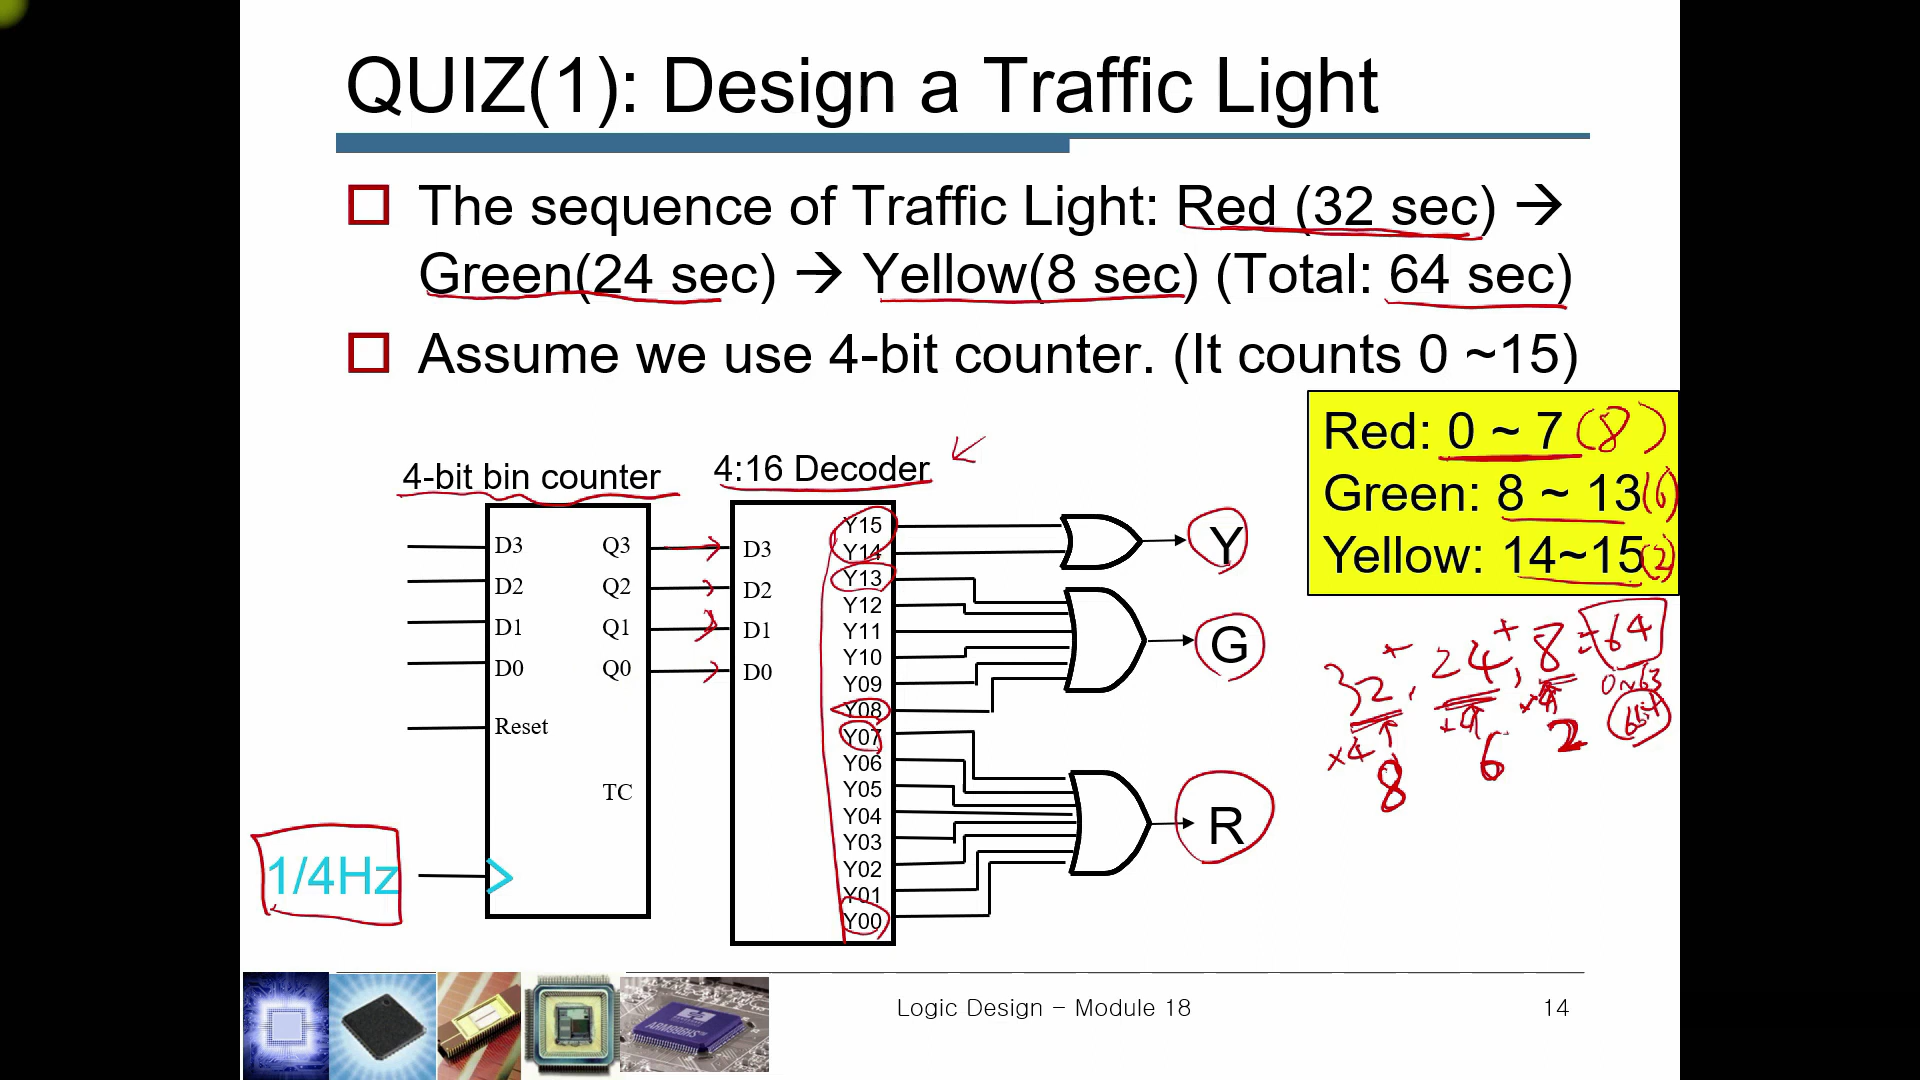 QUIZ(1): Design a Traffic Light
The sequence of Traffic Light: Red (32 sec) →
Green(24 sec) → Yellow(8 sec) (Total: 64 sec)
Assume we use 4-bit counter. (It counts 0 ~15)
Red: 0 ~ 7 (8)
Green: 8 ~ 13 (6)
Yellow: 14~15 (2)
4-bit bin counter
4:16 Decoder
D3 Q3
D2 Q2
D1 Q1
D0 Q0
Reset
TC
1/4Hz
D3
D2
D1
D0
Y15
Y14
Y13
Y12
Y11
Y10
Y09
Y08
Y07
Y06
Y05
Y04
Y03
Y02
Y01
Y00
Y
G
R
32, + 24, + 8 = 64
0~63
×4
8 6 2
Logic Design – Module 18
14